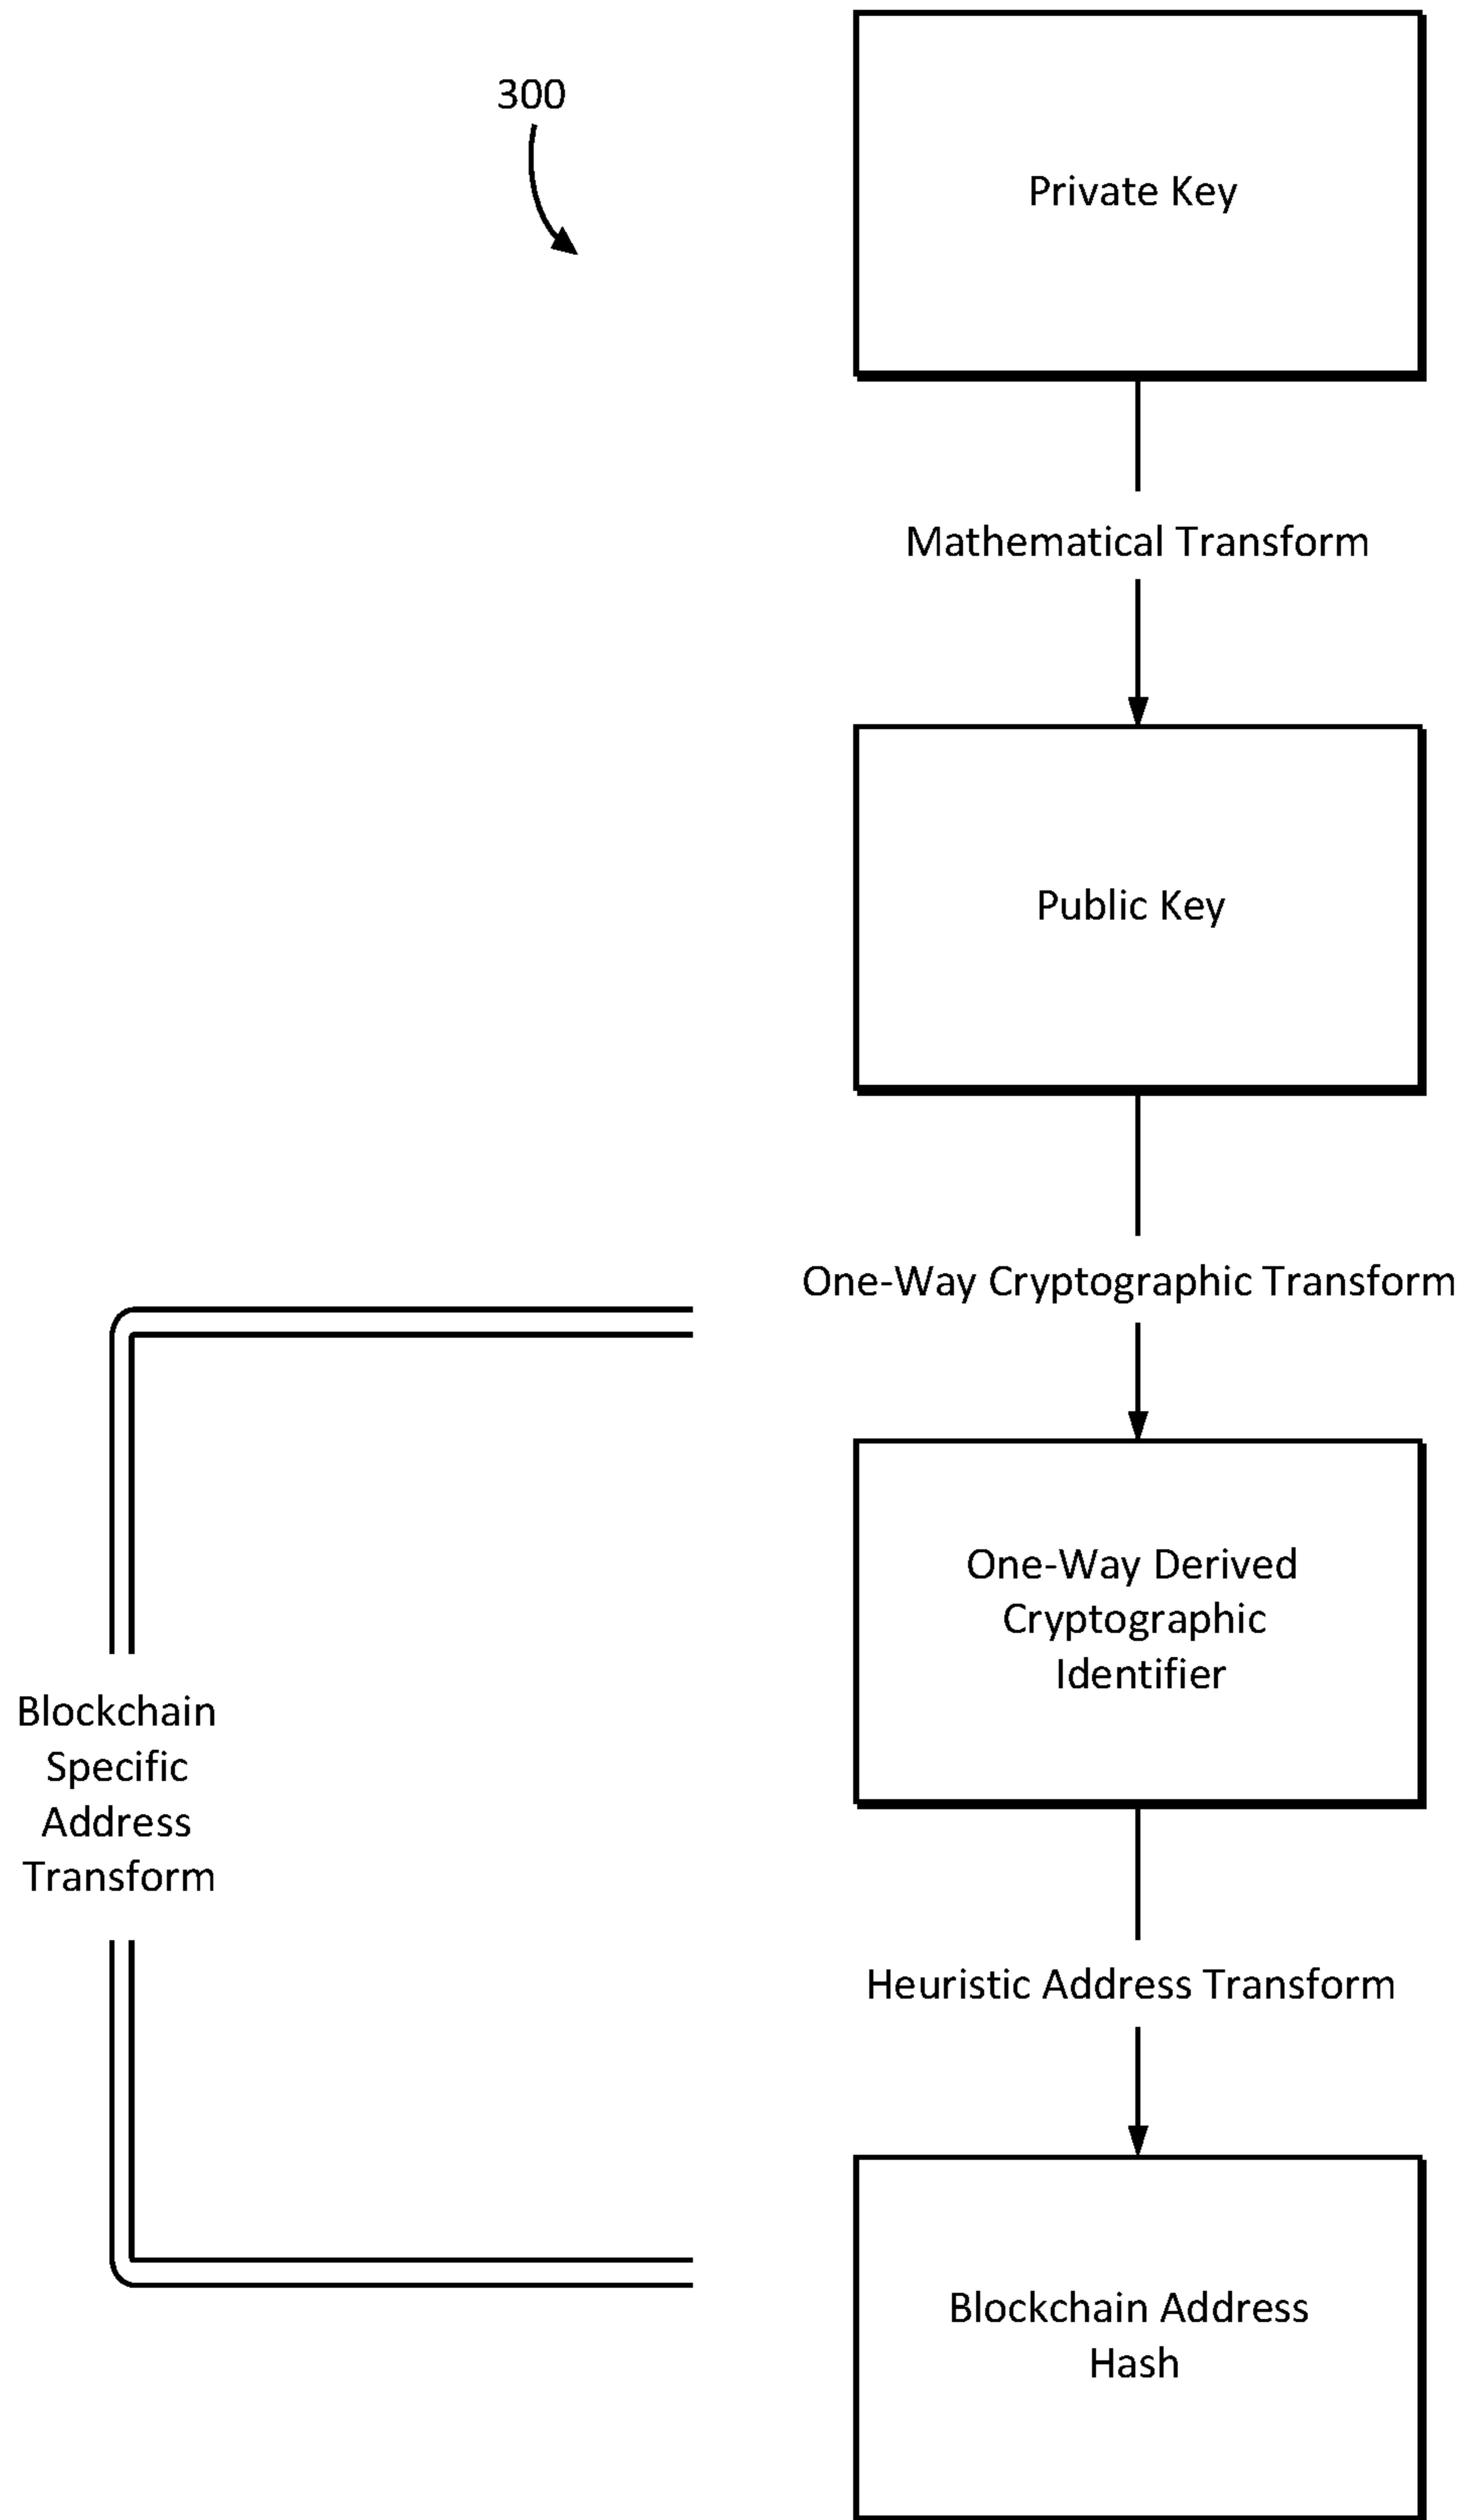 300
Private Key
Mathematical Transform
Public Key
One-Way Cryptographic Transform
One-Way Derived
Cryptographic
Identifier
Blockchain
Specific
Address
Transform
Heuristic Address Transform
Blockchain Address
Hash